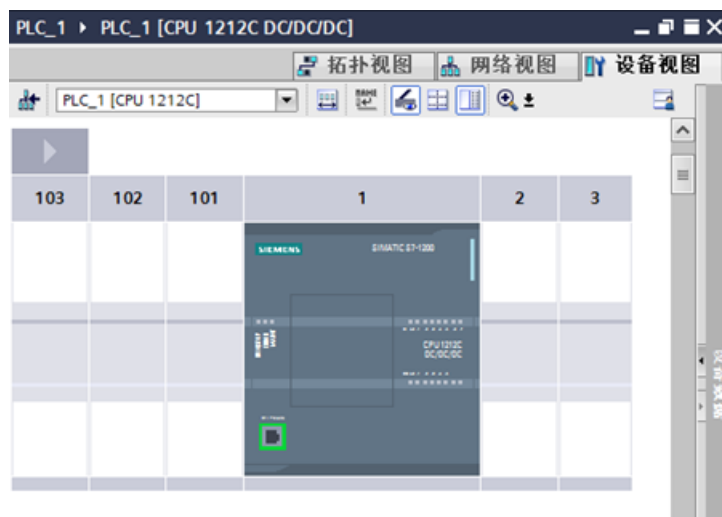 PLC_1 ▸ PLC_1 [CPU 1212C DC/DC/DC]
拓扑视图 网络视图 设备视图
PLC_1 [CPU 1212C]
103 102 101 1 2 3
SIEMENS SIMATIC S7-1200
CPU 1212C
DC/DC/DC